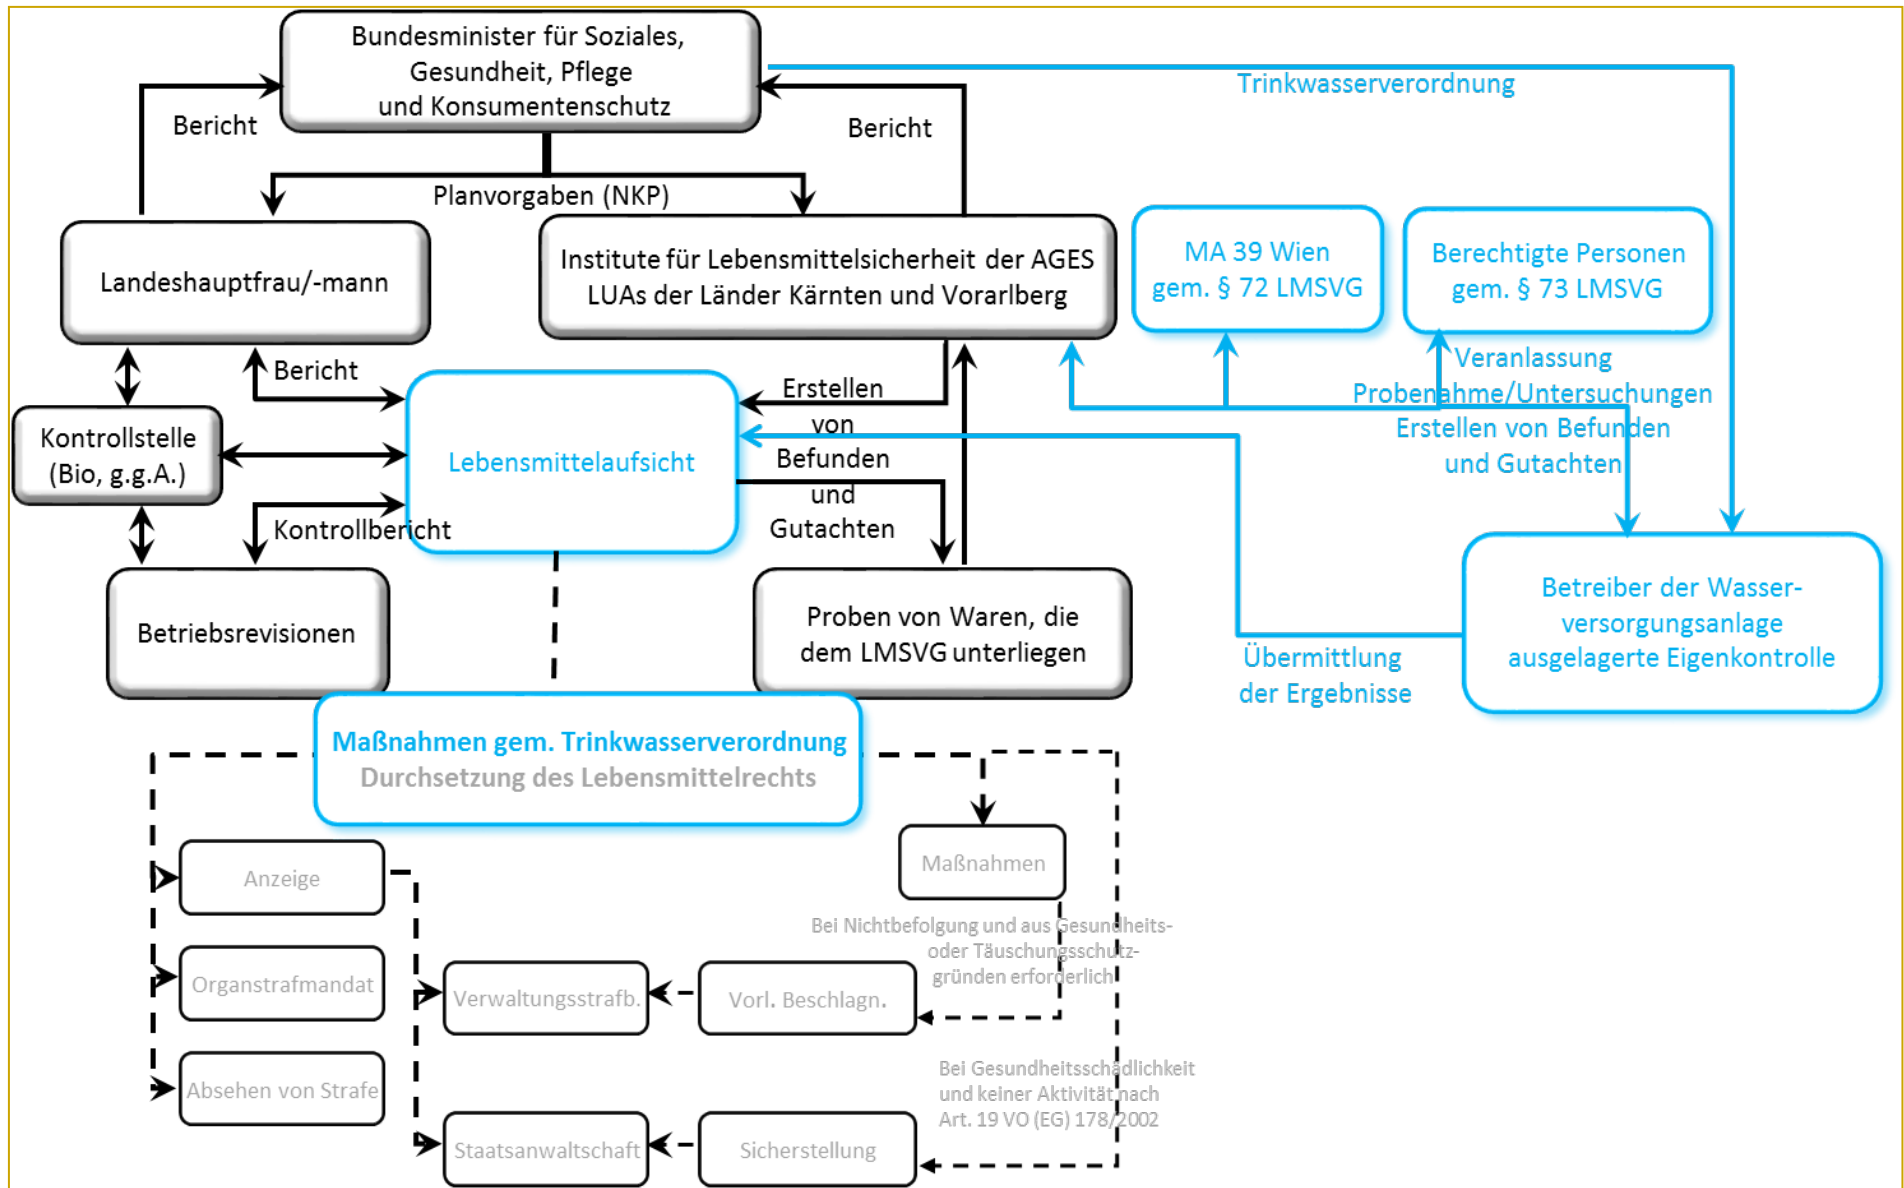 Bundesminister für Soziales,
Gesundheit, Pflege
und Konsumentenschutz
Trinkwasserverordnung
Bericht
Bericht
Planvorgaben (NKP)
Landeshauptfrau/-mann
Institute für Lebensmittelsicherheit der AGES
LUAs der Länder Kärnten und Vorarlberg
MA 39 Wien
gem. § 72 LMSVG
Berechtigte Personen
gem. § 73 LMSVG
Bericht
Erstellen
von
Befunden
und
Gutachten
Veranlassung
Probenahme/Untersuchungen
Erstellen von Befunden
und Gutachten
Kontrollstelle
(Bio, g.g.A.)
Lebensmittelaufsicht
Kontrollbericht
Betriebsrevisionen
Proben von Waren, die
dem LMSVG unterliegen
Betreiber der Wasser-
versorgungsanlage
ausgelagerte Eigenkontrolle
Übermittlung
der Ergebnisse
Maßnahmen gem. Trinkwasserverordnung
Durchsetzung des Lebensmittelrechts
Anzeige
Maßnahmen
Bei Nichtbefolgung und aus Gesundheits-
oder Täuschungsschutz-
gründen erforderlich
Organstrafmandat
Verwaltungsstrafb.
Vorl. Beschlagn.
Absehen von Strafe
Bei Gesundheitsschädlichkeit
und keiner Aktivität nach
Art. 19 VO (EG) 178/2002
Staatsanwaltschaft
Sicherstellung